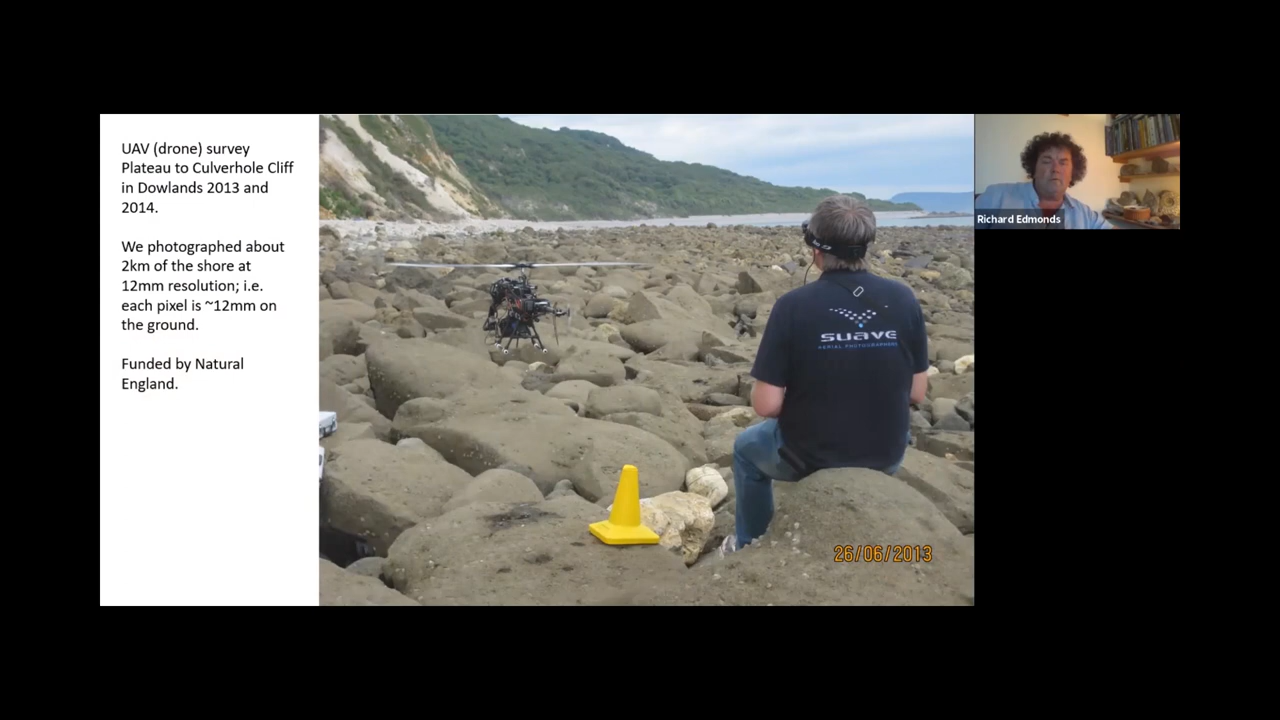 UAV (drone) survey
Plateau to Culverhole Cliff
in Dowlands 2013 and
2014.
We photographed about
2km of the shore at
12mm resolution; i.e.
each pixel is ~12mm on
the ground.
Funded by Natural
England.
suave
AERIAL PHOTOGRAPHERS
26/06/2013
Richard Edmonds